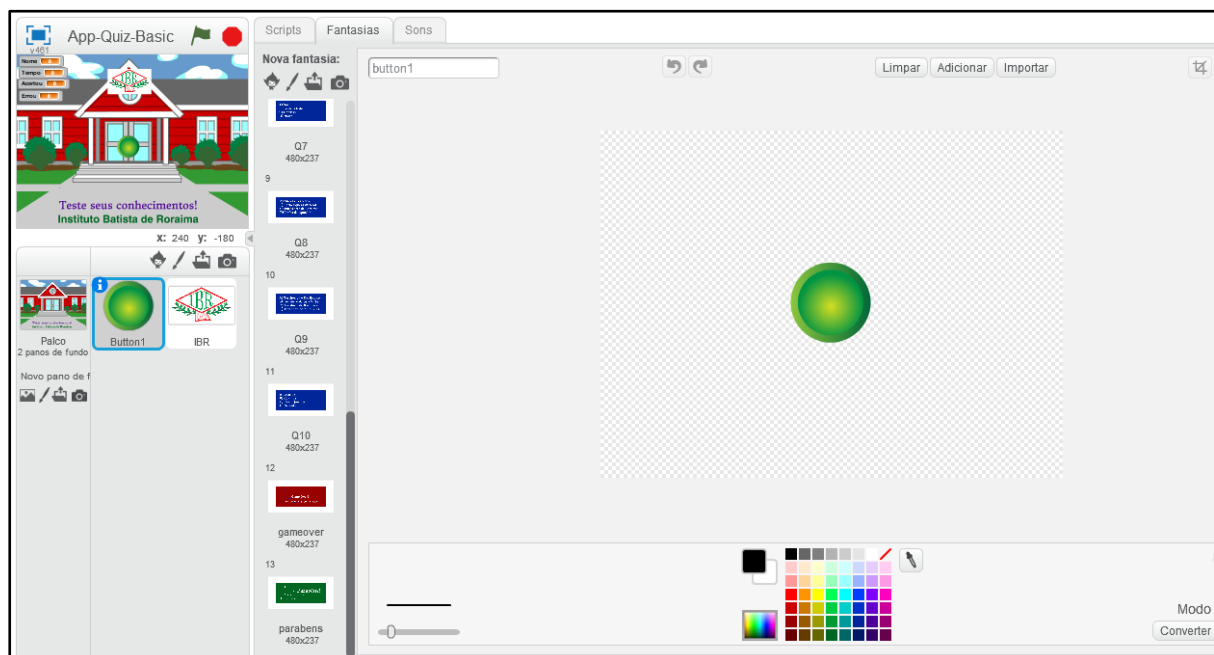 App-Quiz-Basic
v461
Scripts
Fantasias
Sons
Nome
Tempo
Acertou
Errou
IBR
Teste seus conhecimentos!
Instituto Batista de Roraima
x: 240 y: -180
Palco
2 panos de fundo
Novo pano de f
Button1
IBR
IBR
Nova fantasia:
Q7
480x237
9
Q8
480x237
10
Q9
480x237
11
Q10
480x237
12
gameover
480x237
13
parabens
480x237
button1
Limpar
Adicionar
Importar
Modo
Converter